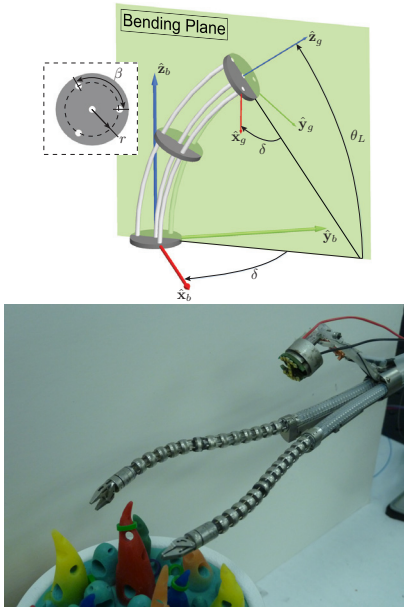 Bending Plane
β
r
ẑ_b
ẑ_g
θ_L
ŷ_g
x̂_g
δ
ŷ_b
δ
x̂_b